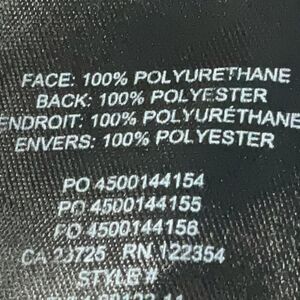 FACE: 100% POLYURETHANE
BACK: 100% POLYESTER
ENDROIT: 100% POLYURÉTHANE
ENVERS: 100% POLYESTER
PO 4500144154
PO 4500144155
PO 4500144156
CA 23725 RN 122354
STYLE #